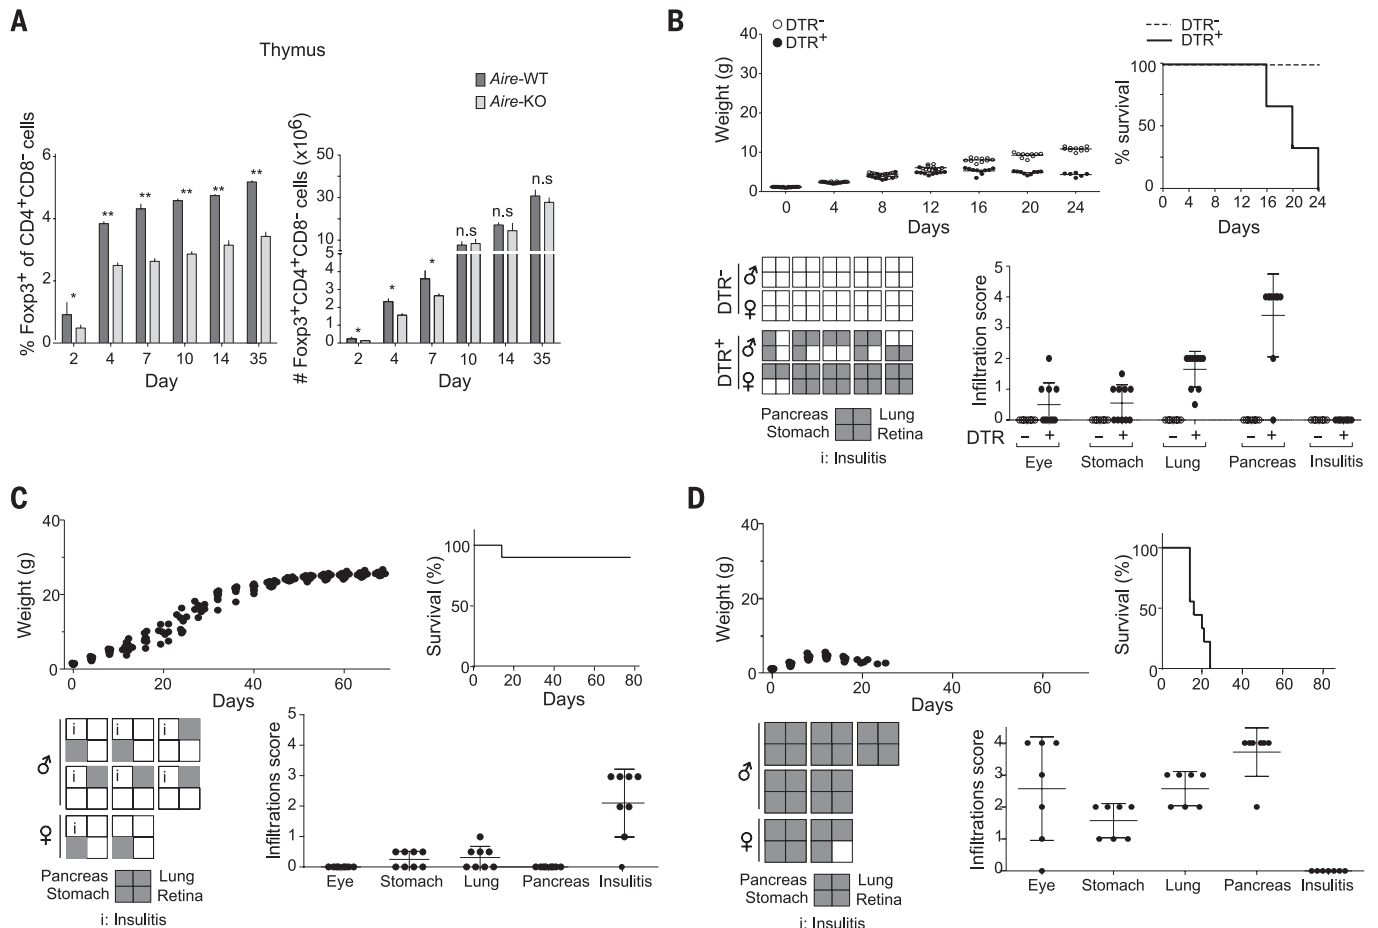 A
Thymus
Aire-WT
Aire-KO
% Foxp3+ of CD4+CD8- cells
6
4
2
0
* ** ** ** ** **
2 4 7 10 14 35
Day
# Foxp3+CD4+CD8- cells (x10⁶)
50
30
10
5
4
3
2
1
0
* * * n.s n.s n.s
2 4 7 10 14 35
Day
B
DTR-
DTR+
Weight (g)
40
30
20
10
0
0 4 8 12 16 20 24
Days
DTR-
DTR+
% survival
100
50
0
0 4 8 12 16 20 24
Days
DTR- ♂
♀
DTR+ ♂
♀
Pancreas Lung
Stomach Retina
i: Insulitis
Infiltration score
5
4
3
2
1
0
DTR - + - + - + - + - +
Eye Stomach Lung Pancreas Insulitis
C
Weight (g)
40
20
0
0 20 40 60
Days
Survival (%)
100
50
0
0 20 40 60 80
Days
♂
i i i
i i i
♀
i
Pancreas Lung
Stomach Retina
i: Insulitis
Infiltrations score
5
4
3
2
1
0
Eye Stomach Lung Pancreas Insulitis
D
Weight (g)
40
20
0
0 20 40 60
Days
Survival (%)
100
50
0
0 20 40 60 80
Days
♂
♀
Pancreas Lung
Stomach Retina
i: Insulitis
Infiltrations score
4
3
2
1
0
Eye Stomach Lung Pancreas Insulitis